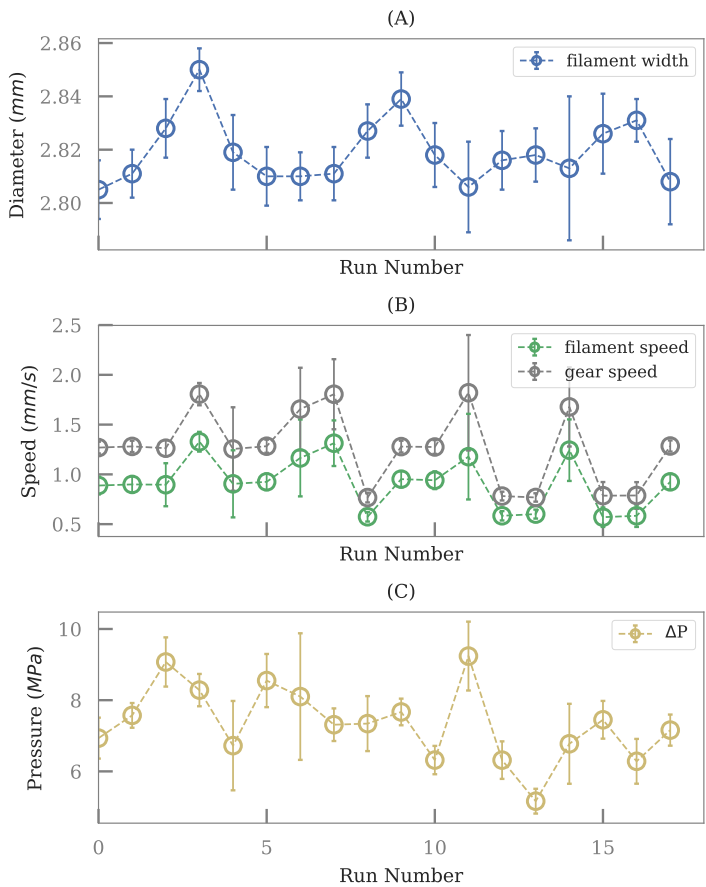 (A)
2.86
2.84
2.82
2.80
Diameter (mm)
filament width
Run Number
(B)
2.5
2.0
1.5
1.0
0.5
Speed (mm/s)
filament speed
gear speed
Run Number
(C)
10
8
6
Pressure (MPa)
ΔP
0 5 10 15
Run Number